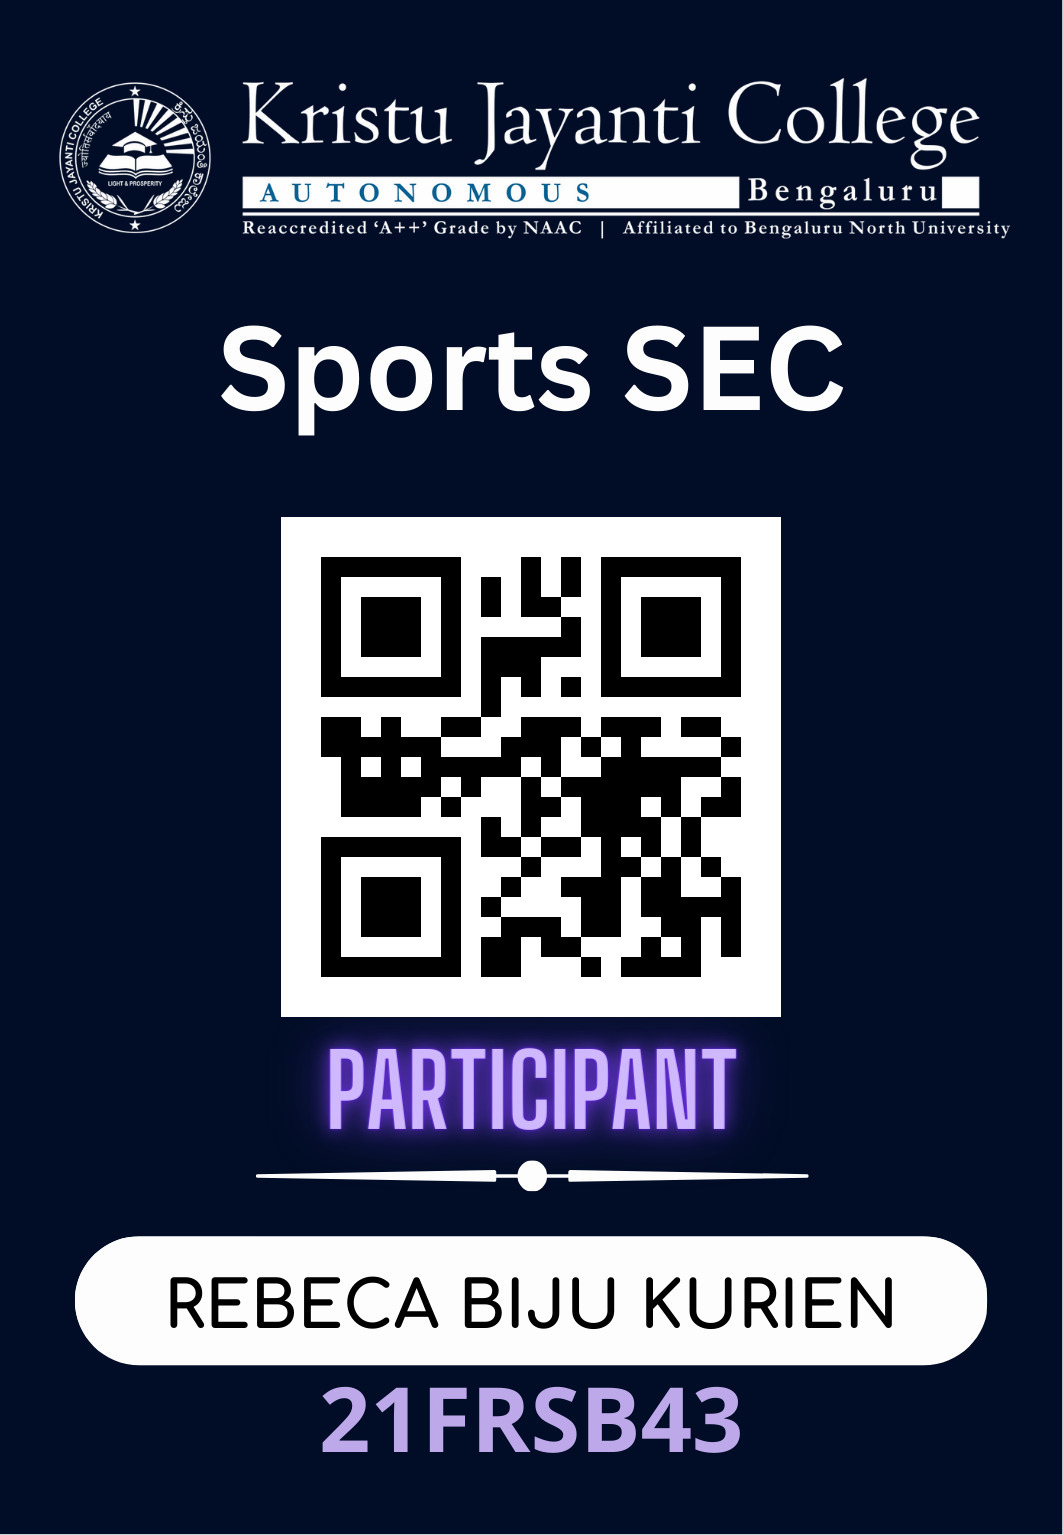 KRISTU JAYANTI COLLEGE
ಕ್ರಿಸ್ತು ಜಯಂತಿ ಕಾಲೇಜು
LIGHT & PROSPERITY
Kristu Jayanti College
AUTONOMOUS Bengaluru
Reaccredited ‘A++’ Grade by NAAC | Affiliated to Bengaluru North University
Sports SEC
PARTICIPANT
REBECA BIJU KURIEN
21FRSB43